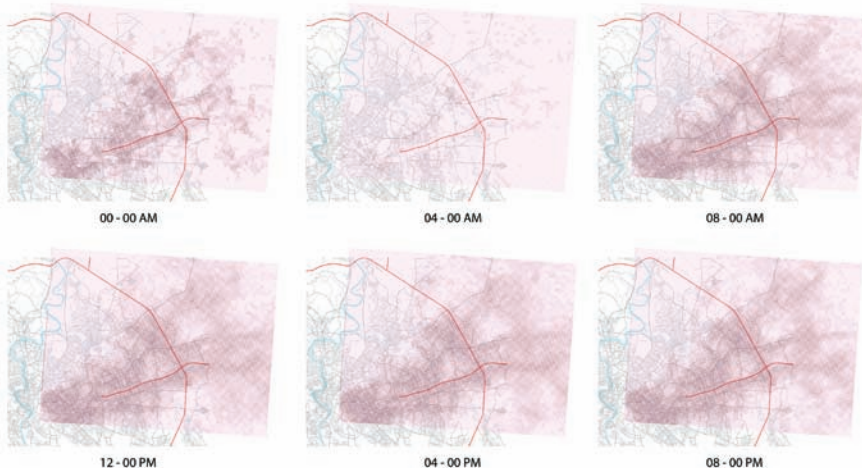 00 - 00 AM
04 - 00 AM
08 - 00 AM
12 - 00 PM
04 - 00 PM
08 - 00 PM